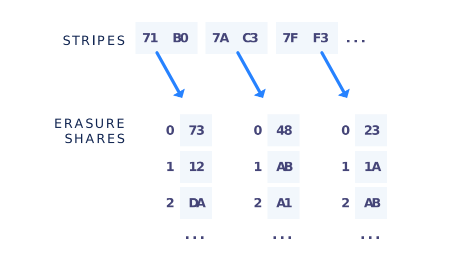 STRIPES 71 B0 7A C3 7F F3 ...
ERASURE SHARES 0 73 0 48 0 23
1 12 1 AB 1 1A
2 DA 2 A1 2 AB
... ... ...